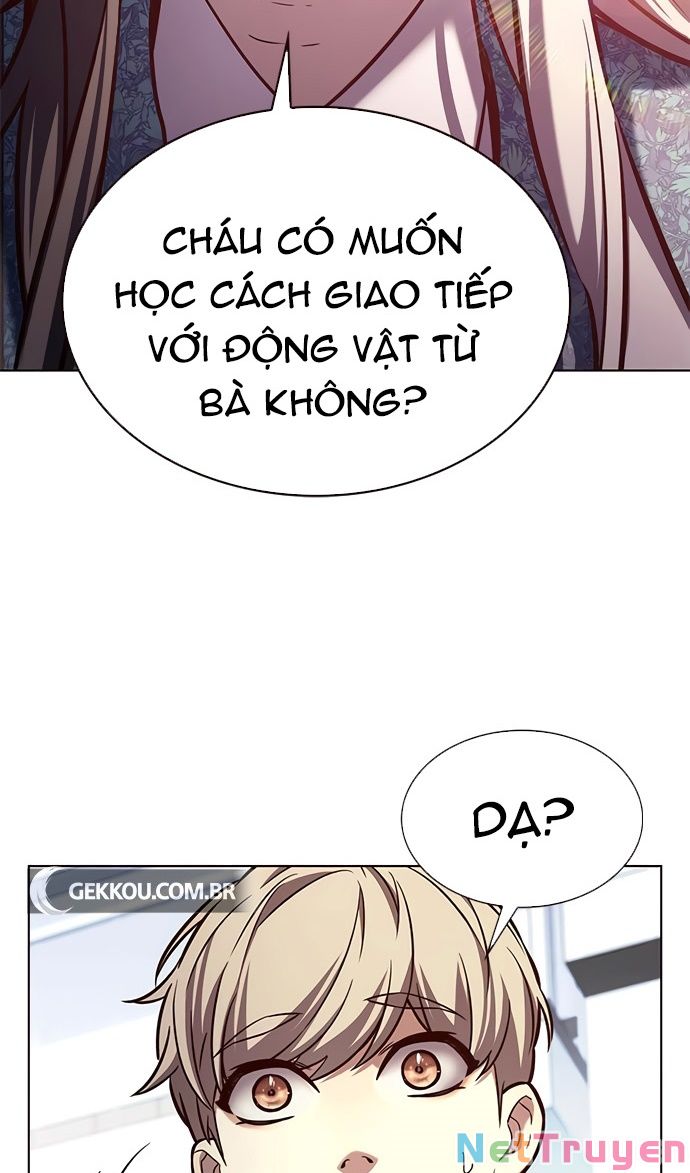 CHÁU CÓ MUỐN
HỌC CÁCH GIAO TIẾP
VỚI ĐỘNG VẬT TỪ
BÀ KHÔNG?
DẠ?
GEKKOU.COM.BR
NetTruyen